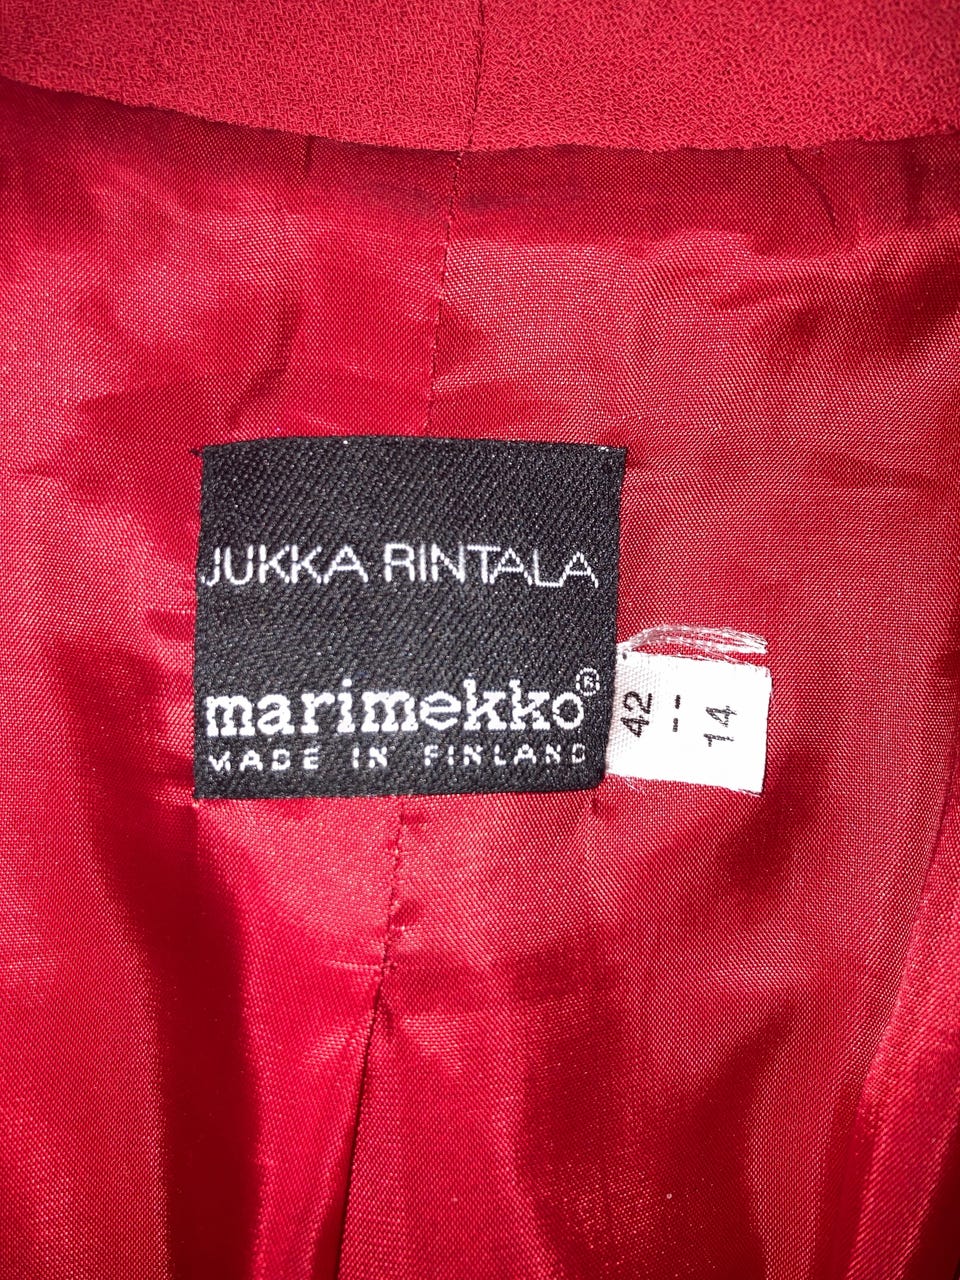 JUKKA RINTALA
marimekko®
MADE IN FINLAND
42
--
14